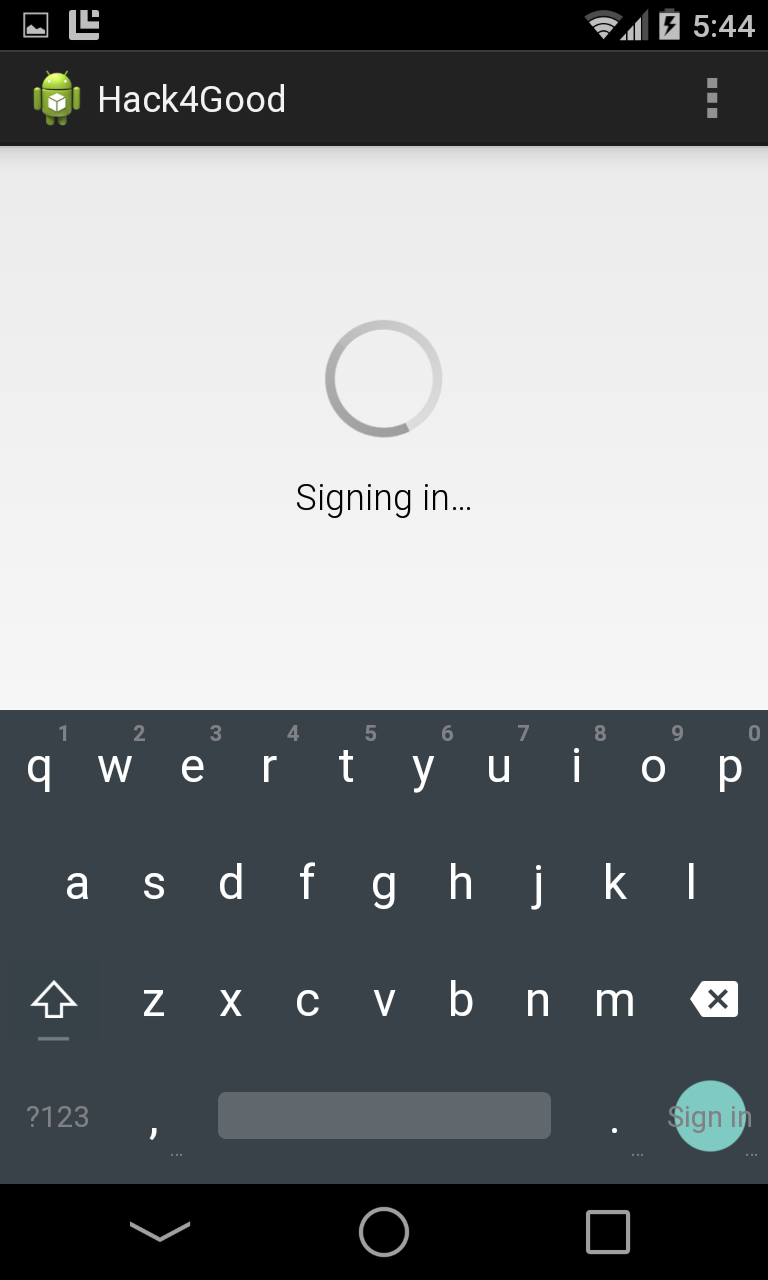 5:44
Hack4Good
Signing in…
1 2 3 4 5 6 7 8 9 0
q w e r t y u i o p
a s d f g h j k l
z x c v b n m
?123 , . Sign in